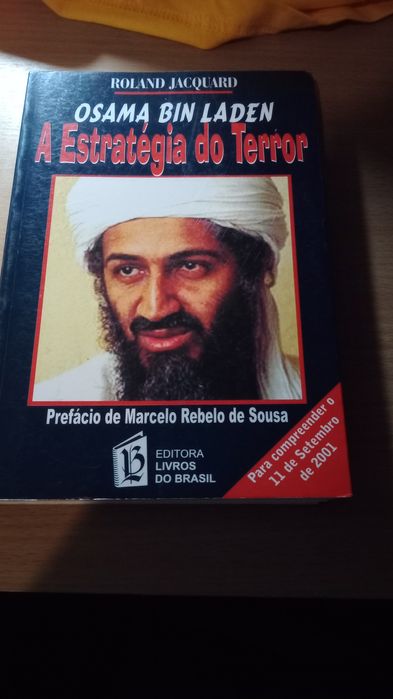 ROLAND JACQUARD
OSAMA BIN LADEN
A Estratégia do Terror
Prefácio de Marcelo Rebelo de Sousa
EDITORA
LIVROS
DO BRASIL
Para compreender o
11 de Setembro
de 2001